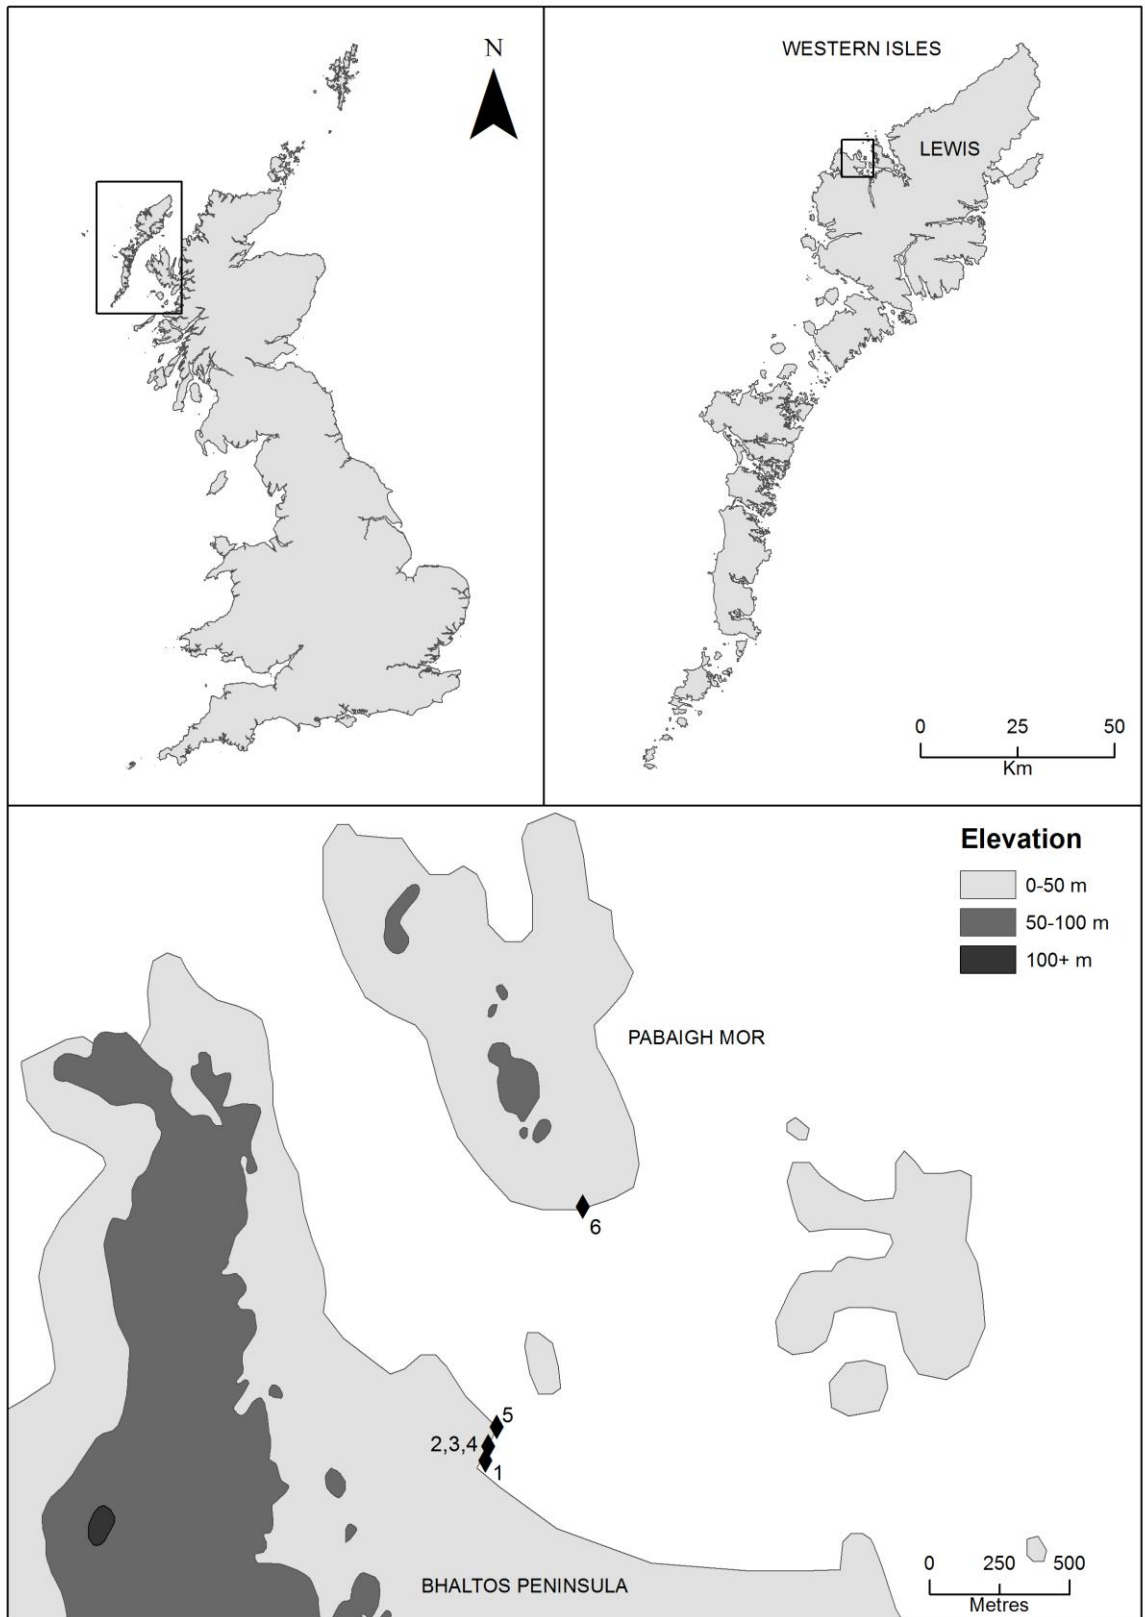 N
WESTERN ISLES
LEWIS
0 25 50
Km
Elevation
0-50 m
50-100 m
100+ m
PABAIGH MOR
6
5
2,3,4
1
BHALTOS PENINSULA
0 250 500
Metres